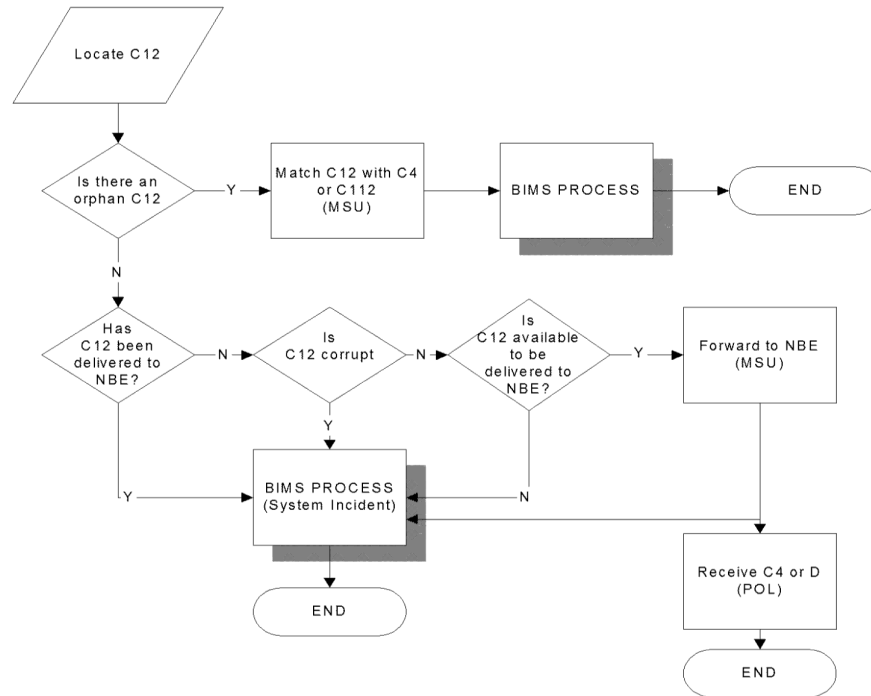 Locate C12
Is there an
orphan C12
Y
Match C12 with C4
or C112
(MSU)
BIMS PROCESS
END
N
Has
C12 been
delivered to
NBE?
N
Is
C12 corrupt
N
Is
C12 available
to be
delivered to
NBE?
Y
Forward to NBE
(MSU)
Y
Y
N
BIMS PROCESS
(System Incident)
END
Receive C4 or D
(POL)
END